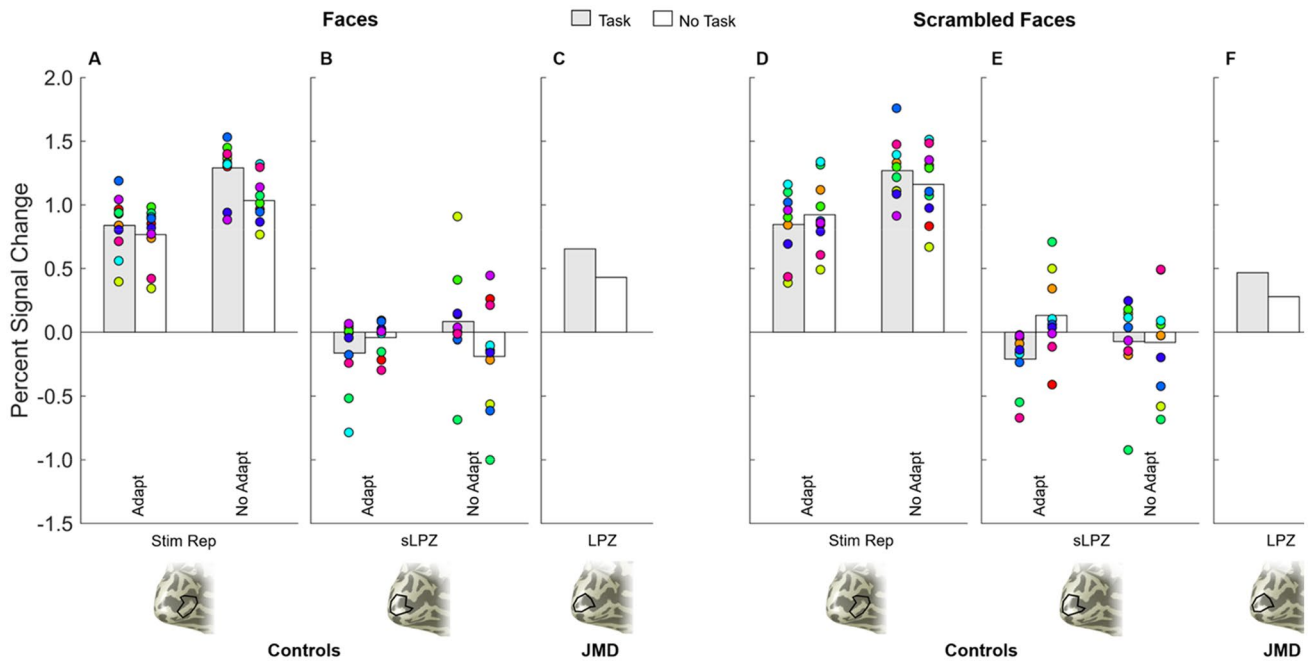 Faces
Task
No Task
Scrambled Faces
A
B
C
D
E
F
Percent Signal Change
2.0
1.5
1.0
0.5
0.0
-0.5
-1.0
-1.5
Adapt
No Adapt
Adapt
No Adapt
Adapt
No Adapt
Adapt
No Adapt
Stim Rep
sLPZ
LPZ
Stim Rep
sLPZ
LPZ
Controls
JMD
Controls
JMD